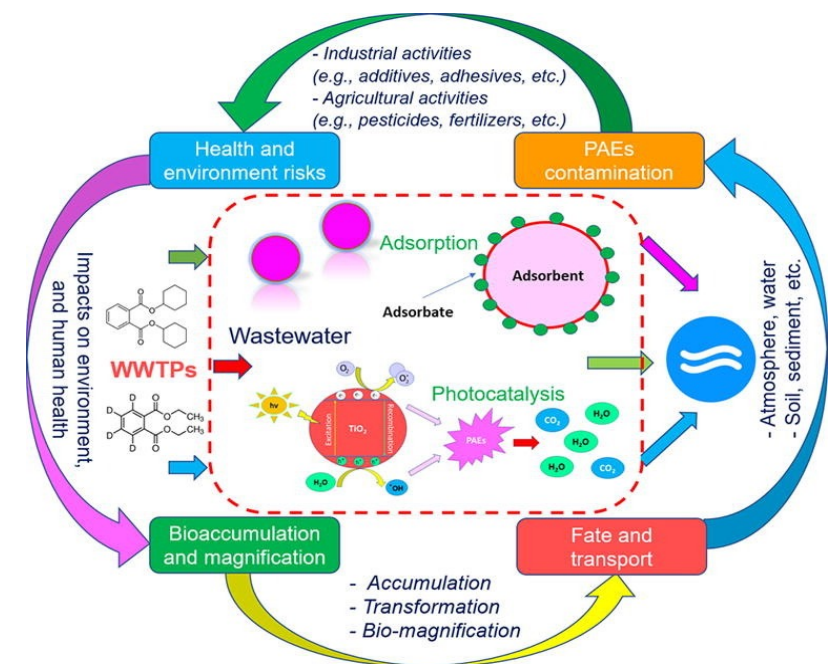 - Industrial activities
(e.g., additives, adhesives, etc.)
- Agricultural activities
(e.g., pesticides, fertilizers, etc.)
Health and
environment risks
PAEs
contamination
Impacts on environment,
and human health
Adsorption
Adsorbent
Adsorbate
- Atmosphere, water
- Soil, sediment, etc.
O
O
O
O
WWTPs
Wastewater
Photocatalysis
O₂
hv
e⁻ e⁻ e⁻
Excitation
TIO₂
Recombination
h⁺ h⁺ h⁺
H₂O
•OH
PAEs
CO₂
H₂O
H₂O
H₂O
CO₂
D
D
D
D
O
O
O
O
CH₃
CH₃
Bioaccumulation
and magnification
Fate and
transport
- Accumulation
- Transformation
- Bio-magnification